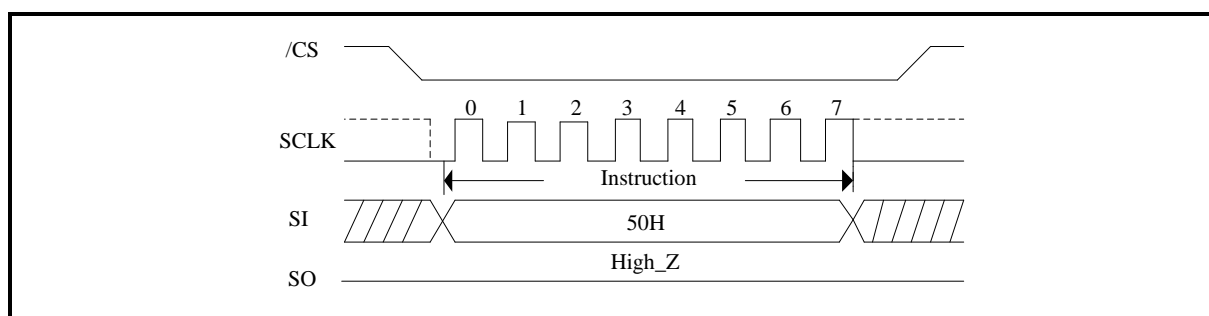 /CS
0 1 2 3 4 5 6 7
SCLK
Instruction
SI
50H
High_Z
SO